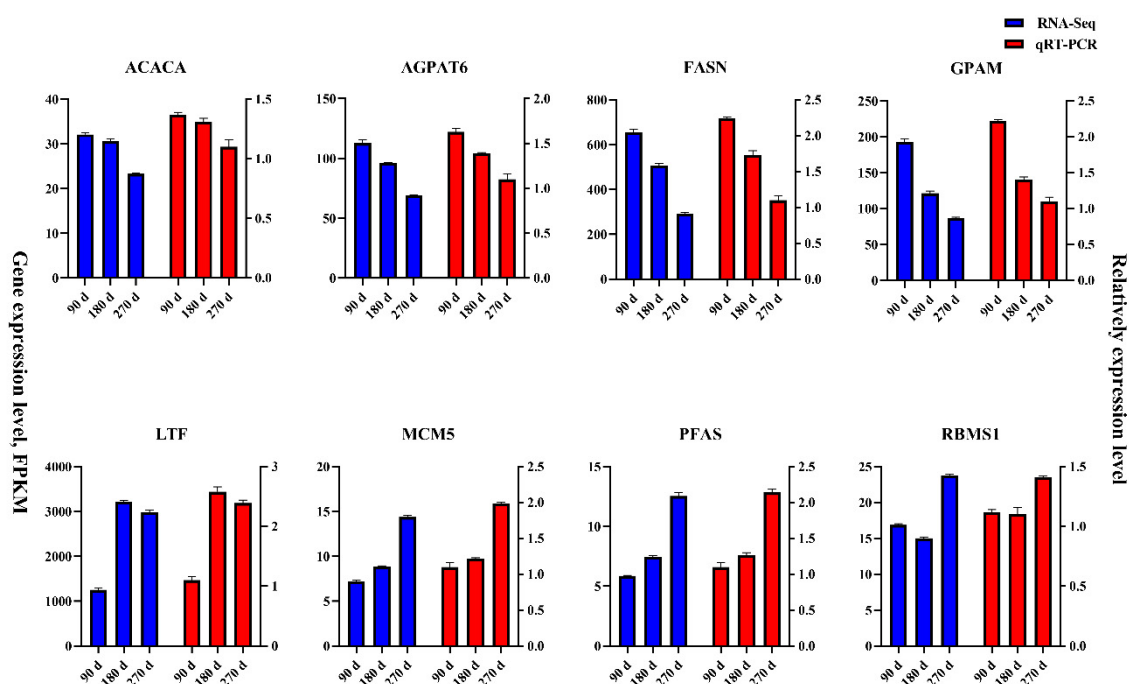 RNA-Seq
qRT-PCR
ACACA
AGPAT6
FASN
GPAM
40
30
20
10
0
1.5
1.0
0.5
0.0
90 d
180 d
270 d
90 d
180 d
270 d
150
100
50
0
2.0
1.5
1.0
0.5
0.0
90 d
180 d
270 d
90 d
180 d
270 d
800
600
400
200
0
2.5
2.0
1.5
1.0
0.5
0.0
90 d
180 d
270 d
90 d
180 d
270 d
250
200
150
100
50
0
2.5
2.0
1.5
1.0
0.5
0.0
90 d
180 d
270 d
90 d
180 d
270 d
Gene expression level, FPKM
Relatively expression level
LTF
MCM5
PFAS
RBMS1
4000
3000
2000
1000
0
3
2
1
0
90 d
180 d
270 d
90 d
180 d
270 d
20
15
10
5
0
2.5
2.0
1.5
1.0
0.5
0.0
90 d
180 d
270 d
90 d
180 d
270 d
15
10
5
0
2.5
2.0
1.5
1.0
0.5
0.0
90 d
180 d
270 d
90 d
180 d
270 d
25
20
15
10
5
0
1.5
1.0
0.5
0.0
90 d
180 d
270 d
90 d
180 d
270 d